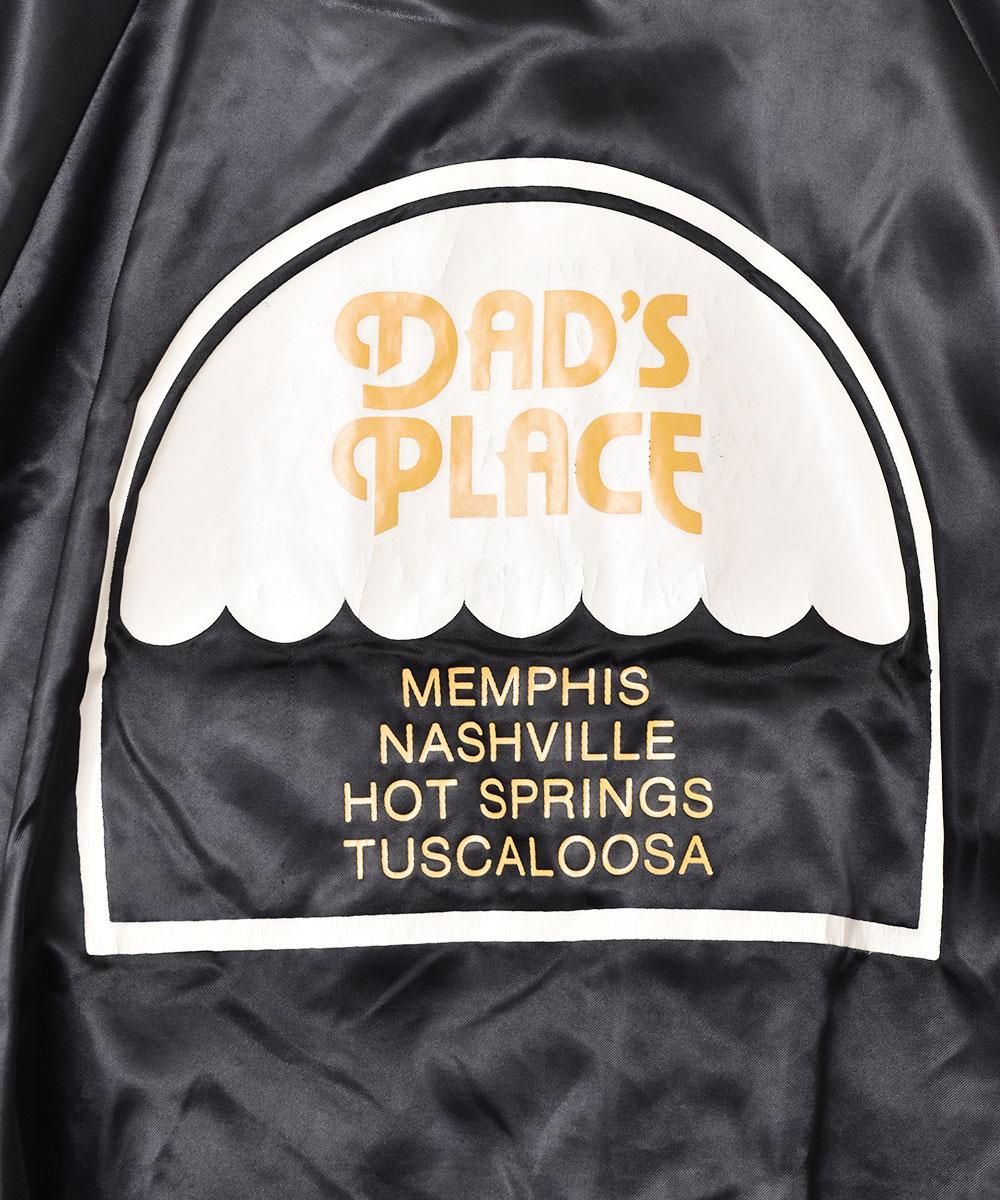 DAD'S
PLACE
MEMPHIS
NASHVILLE
HOT SPRINGS
TUSCALOOSA